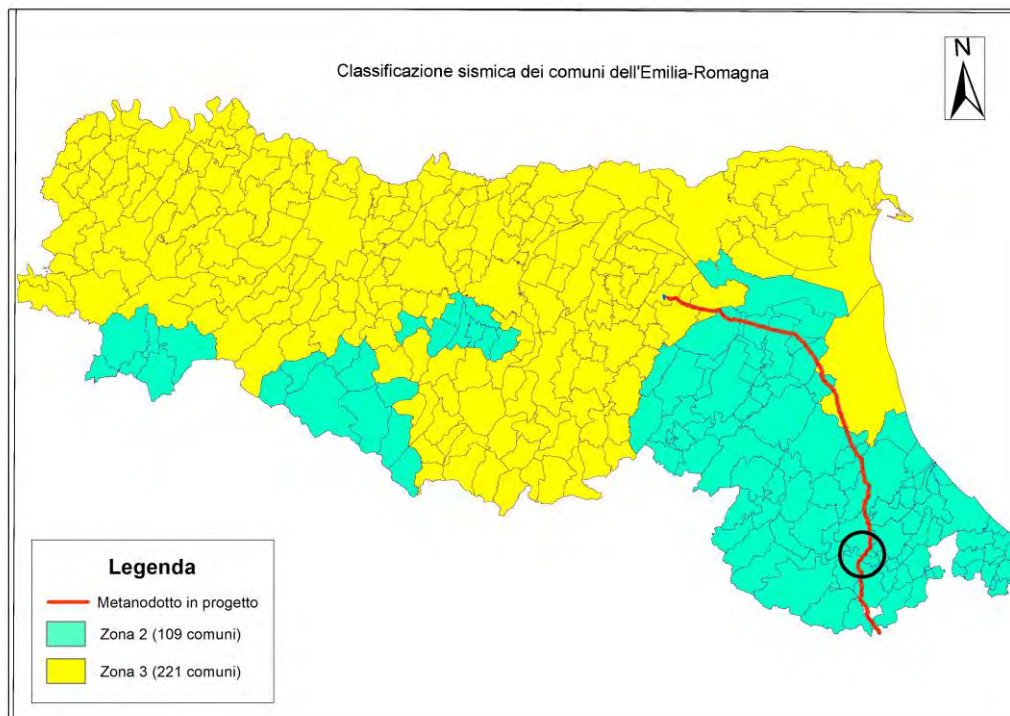 Classificazione sismica dei comuni dell'Emilia-Romagna
N
Legenda
Metanodotto in progetto
Zona 2 (109 comuni)
Zona 3 (221 comuni)